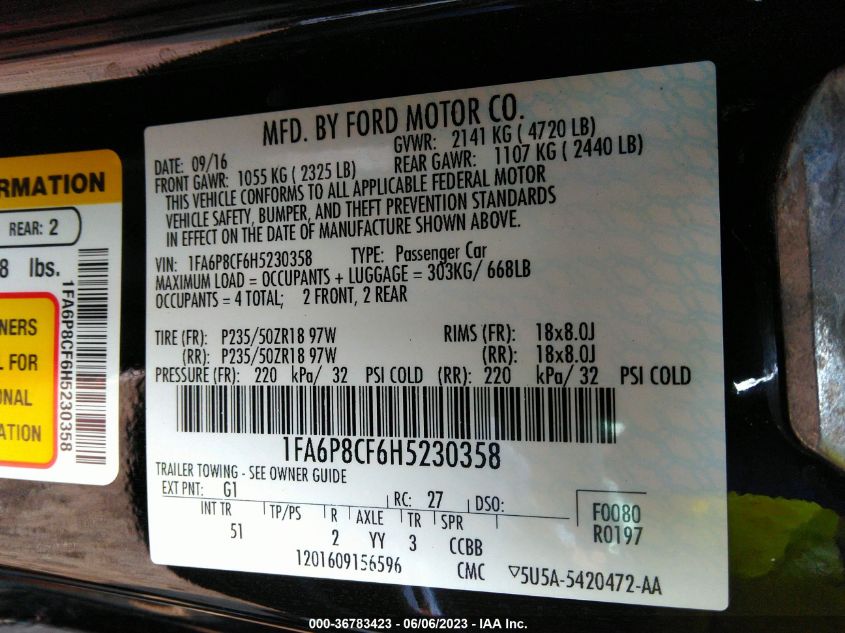 RMATION
REAR: 2
8 lbs.
NERS
L FOR
ONAL
ATION
1FA6P8CF6H5230358
MFD. BY FORD MOTOR CO.
DATE: 09/16 GVWR: 2141 KG ( 4720 LB)
FRONT GAWR: 1055 KG ( 2325 LB) REAR GAWR: 1107 KG ( 2440 LB)
THIS VEHICLE CONFORMS TO ALL APPLICABLE FEDERAL MOTOR
VEHICLE SAFETY, BUMPER, AND THEFT PREVENTION STANDARDS
IN EFFECT ON THE DATE OF MANUFACTURE SHOWN ABOVE.
VIN: 1FA6P8CF6H5230358 TYPE: Passenger Car
MAXIMUM LOAD = OCCUPANTS + LUGGAGE = 303KG/ 668LB
OCCUPANTS = 4 TOTAL; 2 FRONT, 2 REAR
TIRE (FR): P235/50ZR18 97W RIMS (FR): 18x8.0J
(RR): P235/50ZR18 97W (RR): 18x8.0J
PRESSURE (FR): 220 kPa/ 32 PSI COLD (RR): 220 kPa/ 32 PSI COLD
1FA6P8CF6H5230358
TRAILER TOWING - SEE OWNER GUIDE
EXT PNT: G1 RC: 27 DSO:
INT TR TP/PS R AXLE TR SPR F0080
51 2 YY 3 CCBB R0197
1201609156596 CMC ▽5U5A-5420472-AA
000-36783423 - 06/06/2023 - IAA Inc.